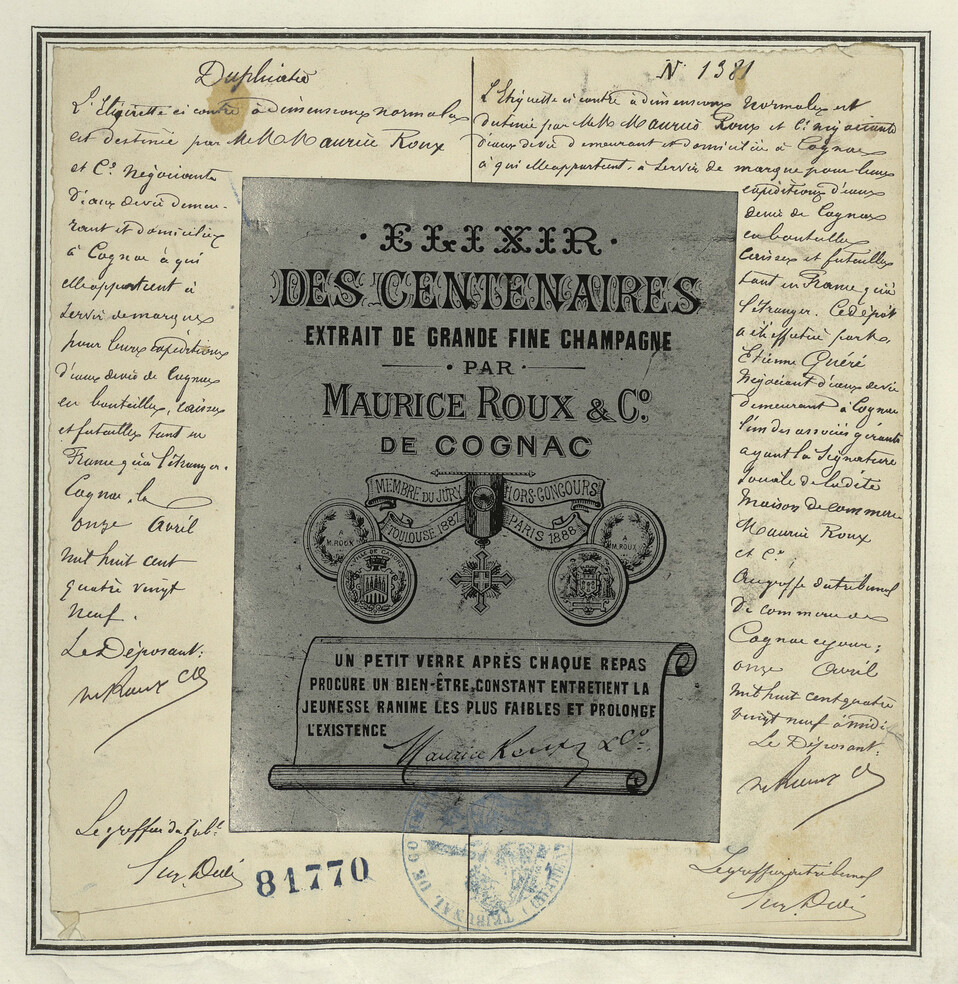 Duplicata
L'Etiquette ci contre à dimensions normales
est destinée par MM Maurice Roux
et Cº Négociants
d'eaux de vie demeu-
rant et domiciliés
à Cognac à qui
elle appartient à
servir de marque
pour leurs expéditions
d'eaux de vie de Cognac
en bouteilles, caisses
et futailles tant en
France qu'à l'étranger.
Cognac, le
onze Avril
mil huit cent
quatre vingt
neuf.
Le Déposant:
M Roux & Cie
Le greffier du Trib.l
N° 1381
L'Etiquette ci contre à dimensions normales est
destinée par MM Maurice Roux et Cº négociants
d'eaux de vie demeurant et domiciliés à Cognac
à qui elle appartient, à servir de marque pour leurs
expéditions d'eaux
de vie de Cognac
en bouteilles
caisses et futailles
tant en France qu'à
l'étranger. Ce dépôt
a été effectué par M.
Etienne Quéré
Négociant d'eaux de vie
demeurant à Cognac
l'un des associés gérants
ayant la signature
sociale de la dite
Maison de commerce
Maurice Roux
et Cº
Au greffe du tribunal
de commerce de
Cognac ce jour;
onze Avril
mil huit cent quatre
vingt neuf à midi.
Le Déposant:
M Roux & Cie
Le greffier du tribunal
ELIXIR
DES CENTENAIRES
EXTRAIT DE GRANDE FINE CHAMPAGNE
PAR
MAURICE ROUX & Cº
DE COGNAC
MEMBRE DU JURY HORS-CONCOURS
TOULOUSE 1887 PARIS 1888
A
M.ROUX
A
M.ROUX
UN PETIT VERRE APRÈS CHAQUE REPAS
PROCURE UN BIEN-ÊTRE CONSTANT ENTRETIENT LA
JEUNESSE RANIME LES PLUS FAIBLES ET PROLONGE
L'EXISTENCE
Maurice Roux & Cº
81770
TRIBUNAL DE